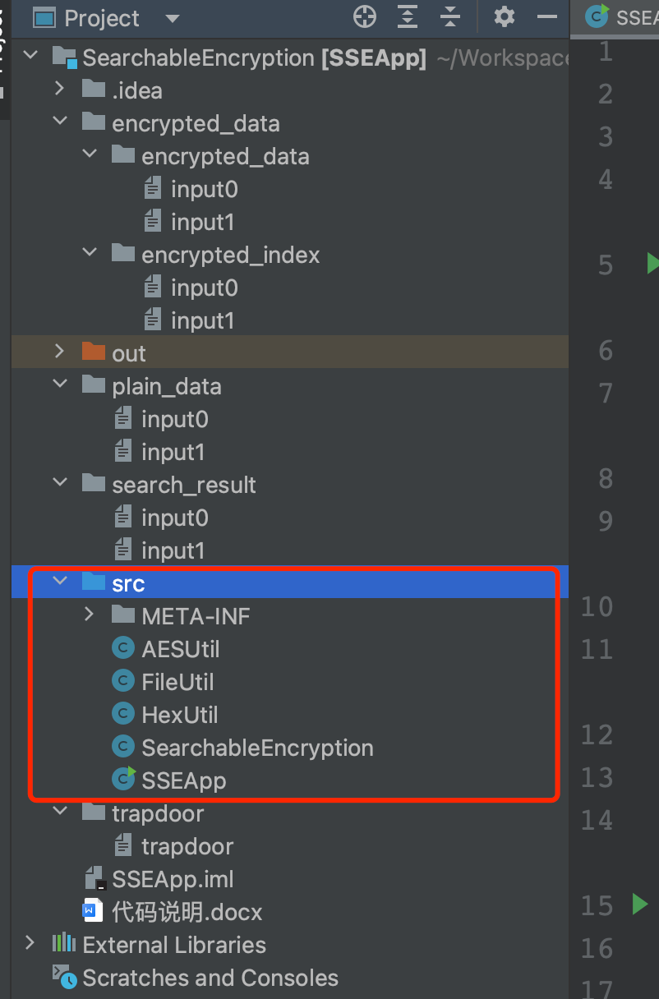 Project
SSEA
SearchableEncryption [SSEApp] ~/Workspace
.idea
encrypted_data
encrypted_data
input0
input1
encrypted_index
input0
input1
out
plain_data
input0
input1
search_result
input0
input1
src
META-INF
AESUtil
FileUtil
HexUtil
SearchableEncryption
SSEApp
trapdoor
trapdoor
SSEApp.iml
代码说明.docx
External Libraries
Scratches and Consoles
1
2
3
4
5
6
7
8
9
10
11
12
13
14
15
16
17